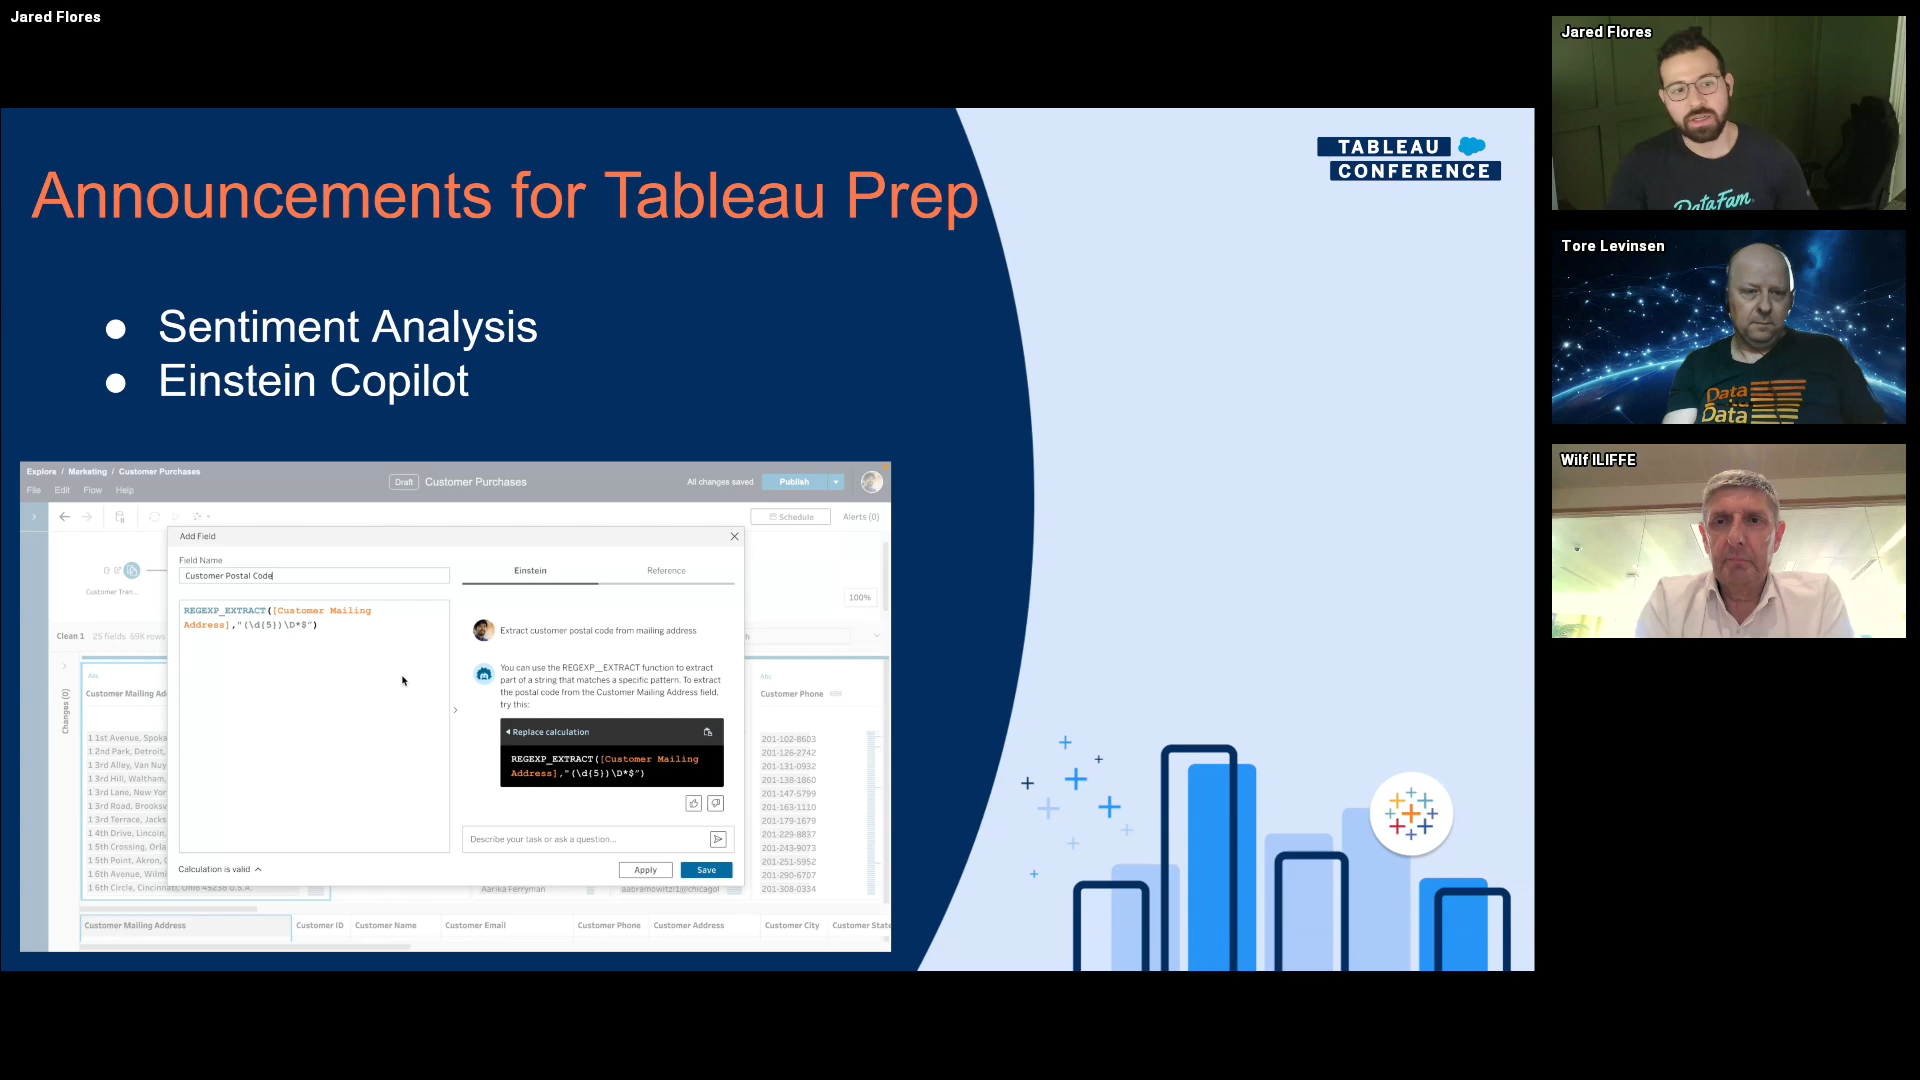 Jared Flores
Announcements for Tableau Prep
TABLEAU
CONFERENCE
● Sentiment Analysis
● Einstein Copilot
Explore / Marketing / Customer Purchases
File Edit Flow Help
Draft Customer Purchases
All changes saved Publish
Schedule Alerts (0)
Customer Tran...
100%
Clean 1 25 fields 69K rows
Changes (0)
Add Field
Field Name
Customer Postal Code
REGEXP_EXTRACT([Customer Mailing
Address],"(\d{5})\D*$")
Einstein Reference
Extract customer postal code from mailing address
You can use the REGEXP__EXTRACT function to extract
part of a string that matches a specific pattern. To extract
the postal code from the Customer Mailing Address field,
try this:
Replace calculation
REGEXP_EXTRACT([Customer Mailing
Address],"(\d{5})\D*$")
Describe your task or ask a question...
Calculation is valid
Apply Save
Abc
Customer Mailing Ad
1 1st Avenue, Spoka
1 2nd Park, Detroit,
1 3rd Alley, Van Nuy
1 3rd Hill, Waltham,
1 3rd Lane, New Yor
1 3rd Road, Brooksv
1 3rd Terrace, Jacks
1 4th Drive, Lincoln,
1 5th Crossing, Orla
1 5th Point, Akron, O
1 6th Avenue, Wilmi
1 6th Circle, Cincinnati, Ohio 45238 U.S.A.
Aarika Ferryman
aabramowitzl1@chicagol
Abc
Customer Phone 60K
201-102-8603
201-126-2742
201-131-0932
201-138-1860
201-147-5799
201-163-1110
201-179-1679
201-229-8837
201-243-9073
201-251-5952
201-290-6707
201-308-0334
Customer Mailing Address Customer ID Customer Name Customer Email Customer Phone Customer Address Customer City Customer State
Jared Flores
DataFam
Tore Levinsen
Data
Data
Wilf ILIFFE